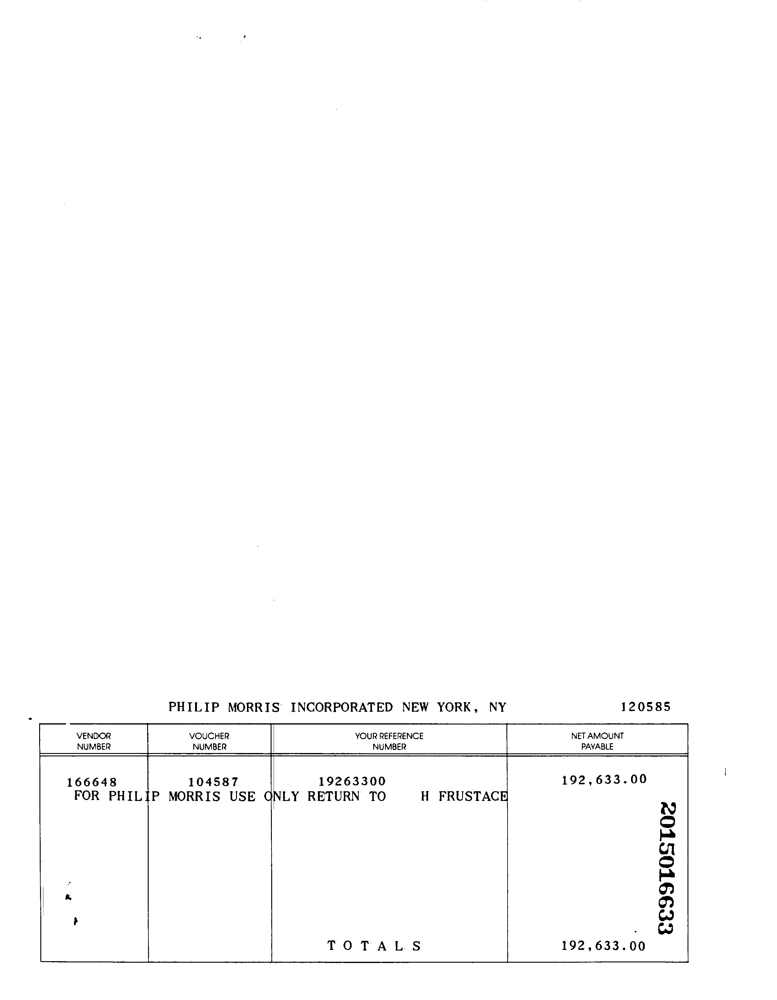 PHILIP MORRIS INCORPORATED NEW YORK, NY 120585
VENDOR NUMBER VOUCHER NUMBER YOUR REFERENCE NUMBER NET AMOUNT PAYABLE
166648 104587 19263300 192,633.00
FOR PHILIP MORRIS USE ONLY RETURN TO H FRUSTACE
2015016633
TOTALS 192,633.00